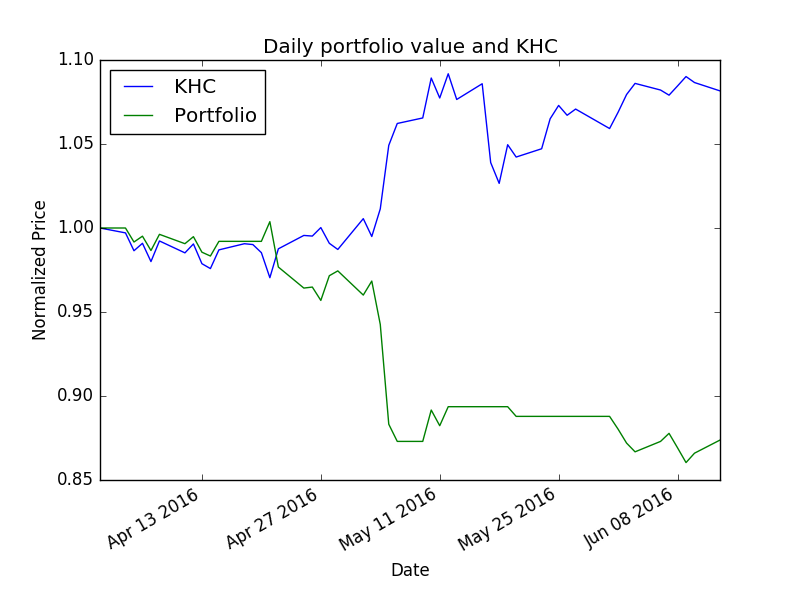 Daily portfolio value and KHC
KHC
Portfolio
1.10
1.05
1.00
0.95
0.90
0.85
Normalized Price
Apr 13 2016
Apr 27 2016
May 11 2016
May 25 2016
Jun 08 2016
Date